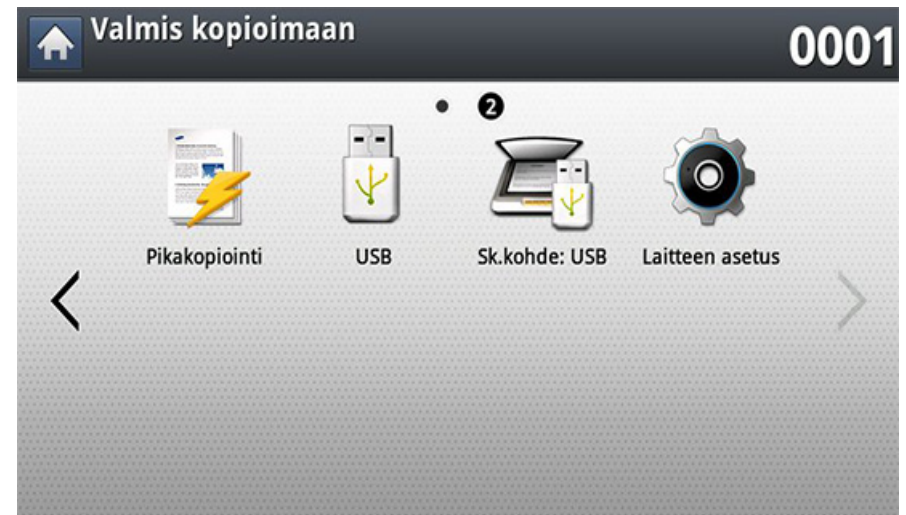 Valmis kopioimaan
0001
2
Pikakopiointi
USB
Sk.kohde: USB
Laitteen asetus